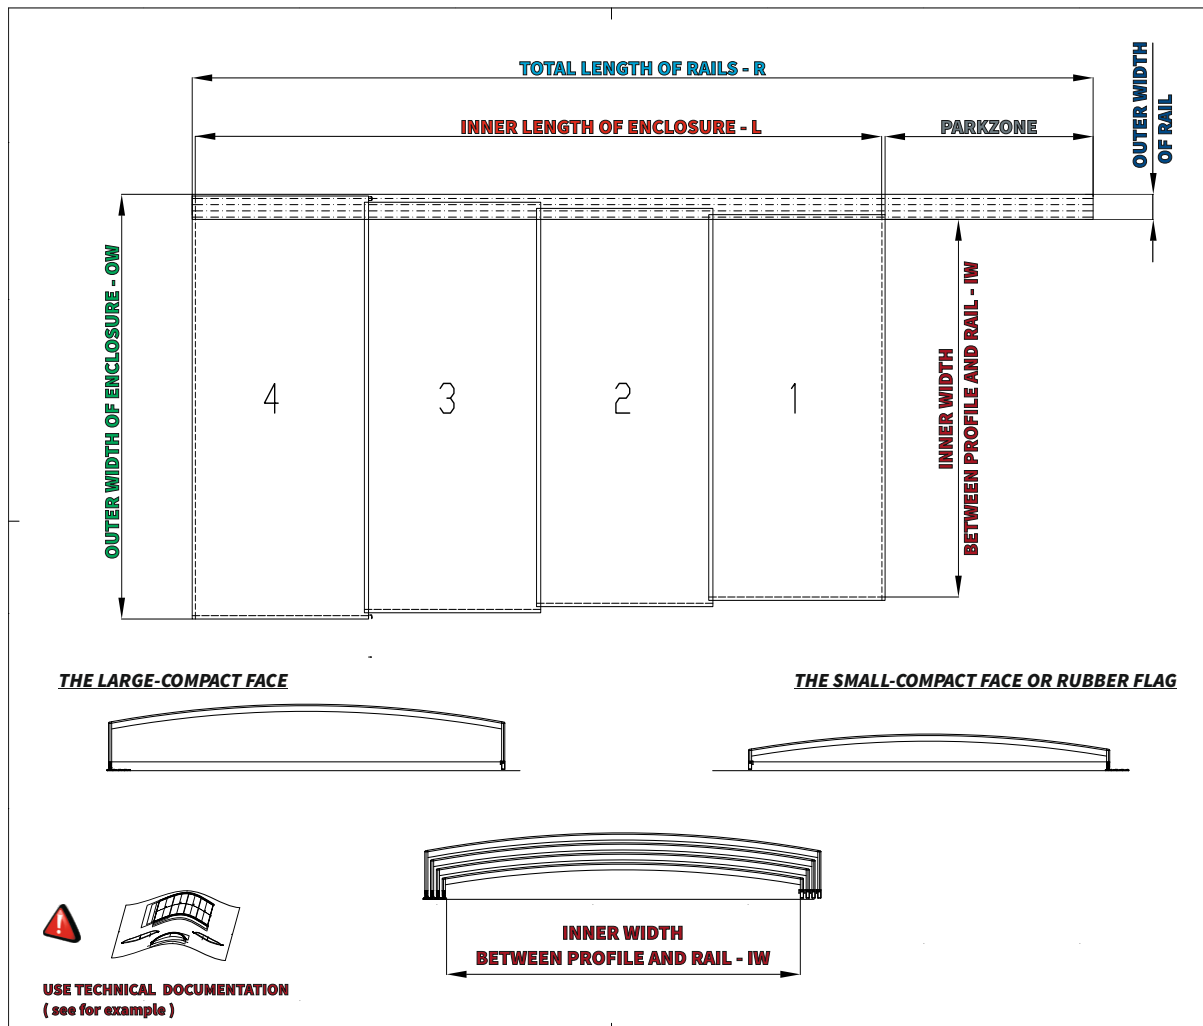 TOTAL LENGTH OF RAILS - R
INNER LENGTH OF ENCLOSURE - L
PARKZONE
OUTER WIDTH
OF RAIL
OUTER WIDTH OF ENCLOSURE - OW
4
3
2
1
INNER WIDTH
BETWEEN PROFILE AND RAIL - IW
THE LARGE-COMPACT FACE
THE SMALL-COMPACT FACE OR RUBBER FLAG
INNER WIDTH
BETWEEN PROFILE AND RAIL - IW
!
USE TECHNICAL DOCUMENTATION
( see for example )